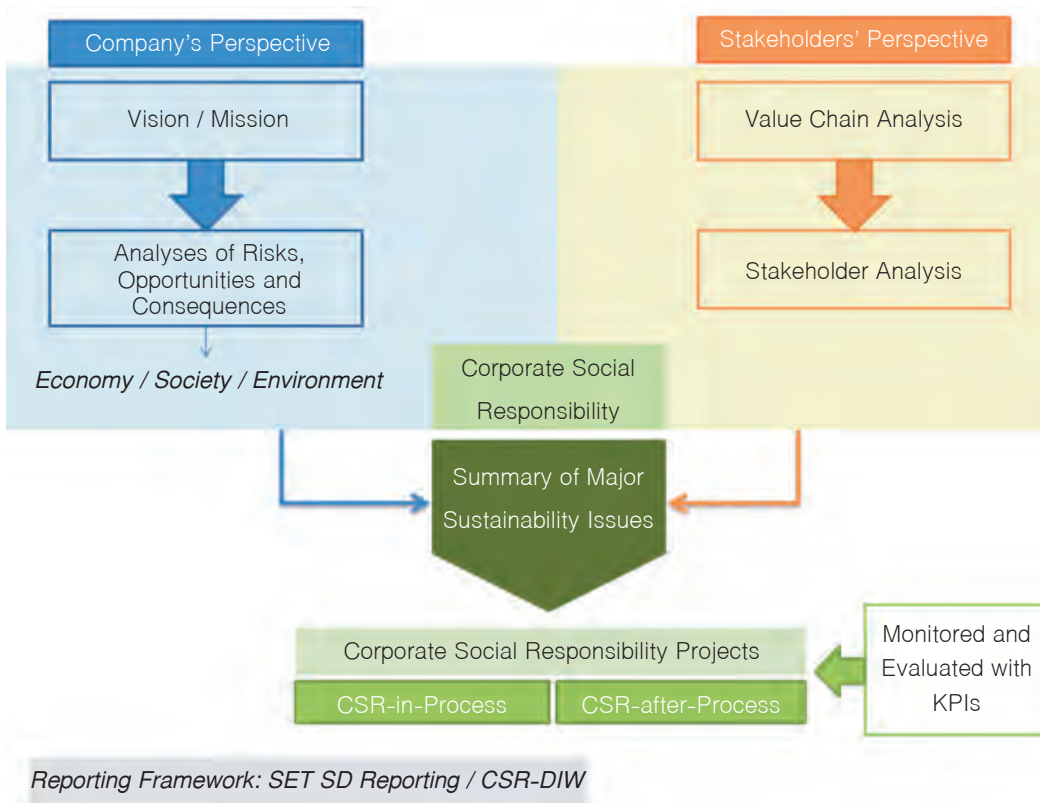 Company’s Perspective
Vision / Mission
Analyses of Risks,
Opportunities and
Consequences
Economy / Society / Environment
Stakeholders’ Perspective
Value Chain Analysis
Stakeholder Analysis
Corporate Social
Responsibility
Summary of Major
Sustainability Issues
Corporate Social Responsibility Projects
CSR-in-Process
CSR-after-Process
Monitored and
Evaluated with
KPIs
Reporting Framework: SET SD Reporting / CSR-DIW